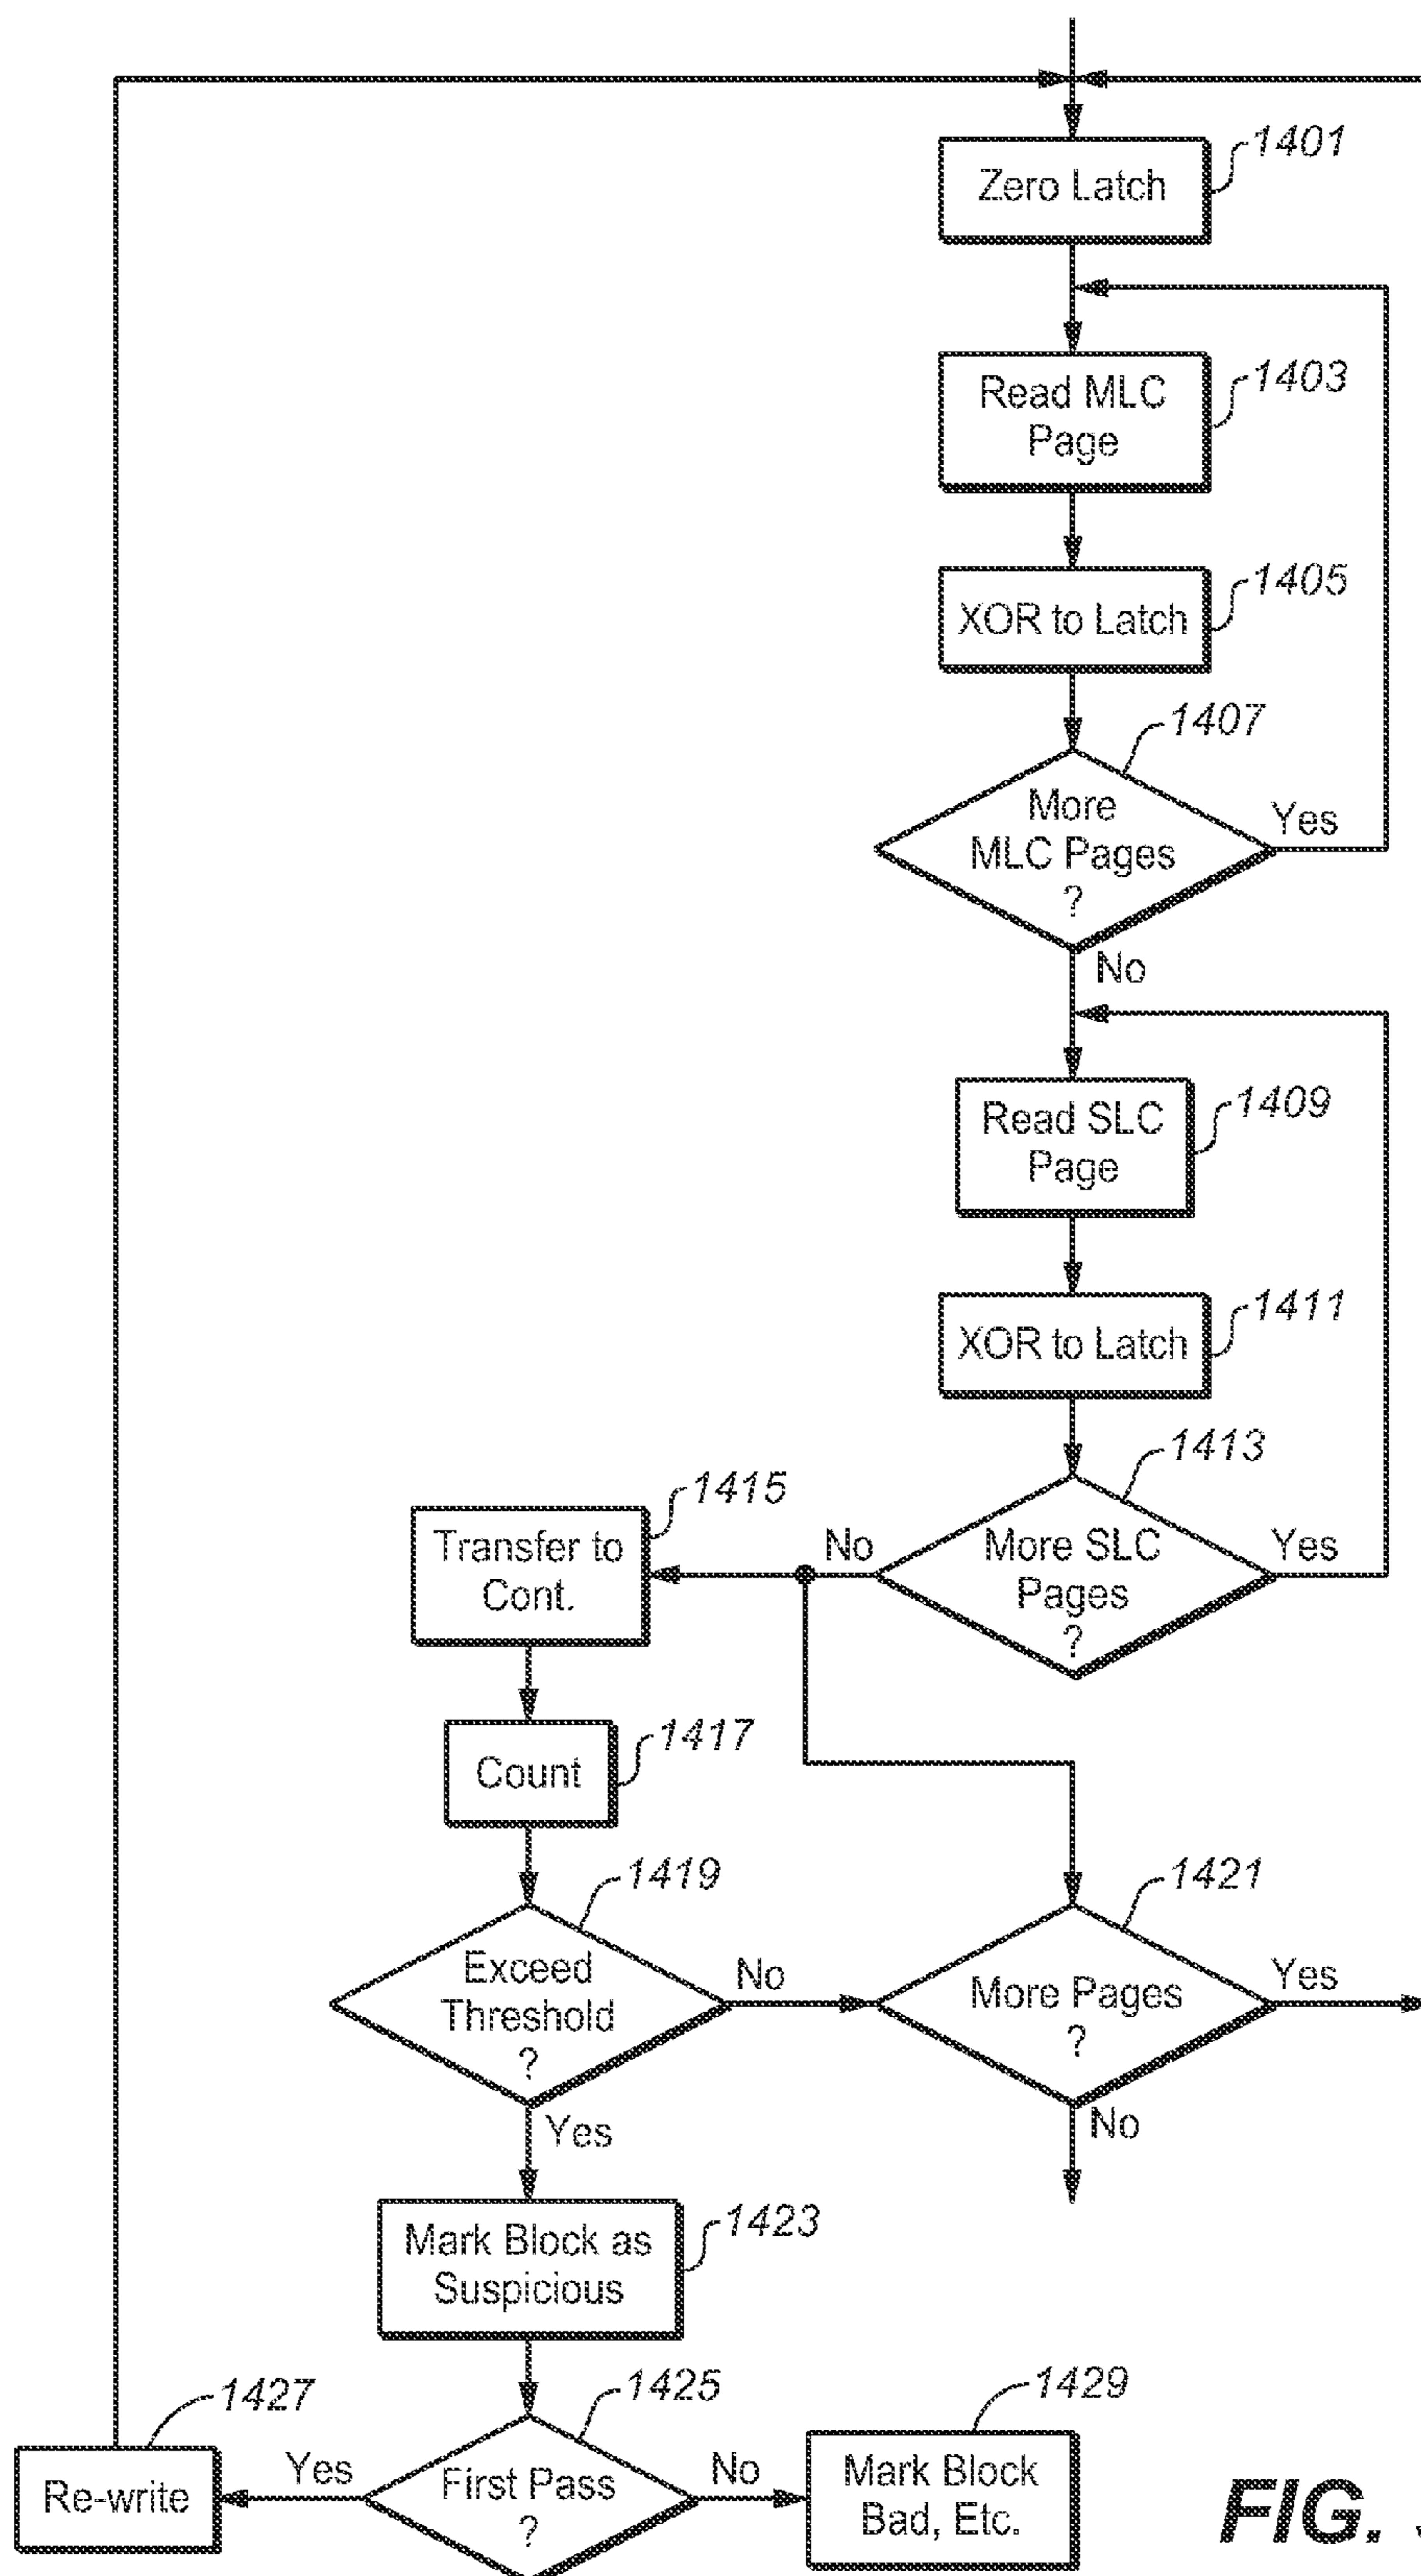 1401
Zero Latch
1403
Read MLC
Page
1405
XOR to Latch
1407
More
MLC Pages
?
Yes
No
1409
Read SLC
Page
1411
XOR to Latch
1413
More SLC
Pages
?
Yes
No
1415
Transfer to
Cont.
1417
Count
1419
Exceed
Threshold
?
No
Yes
1421
More Pages
?
Yes
No
1423
Mark Block as
Suspicious
1425
First Pass
?
Yes
No
1427
Re-write
1429
Mark Block
Bad, Etc.
FIG.